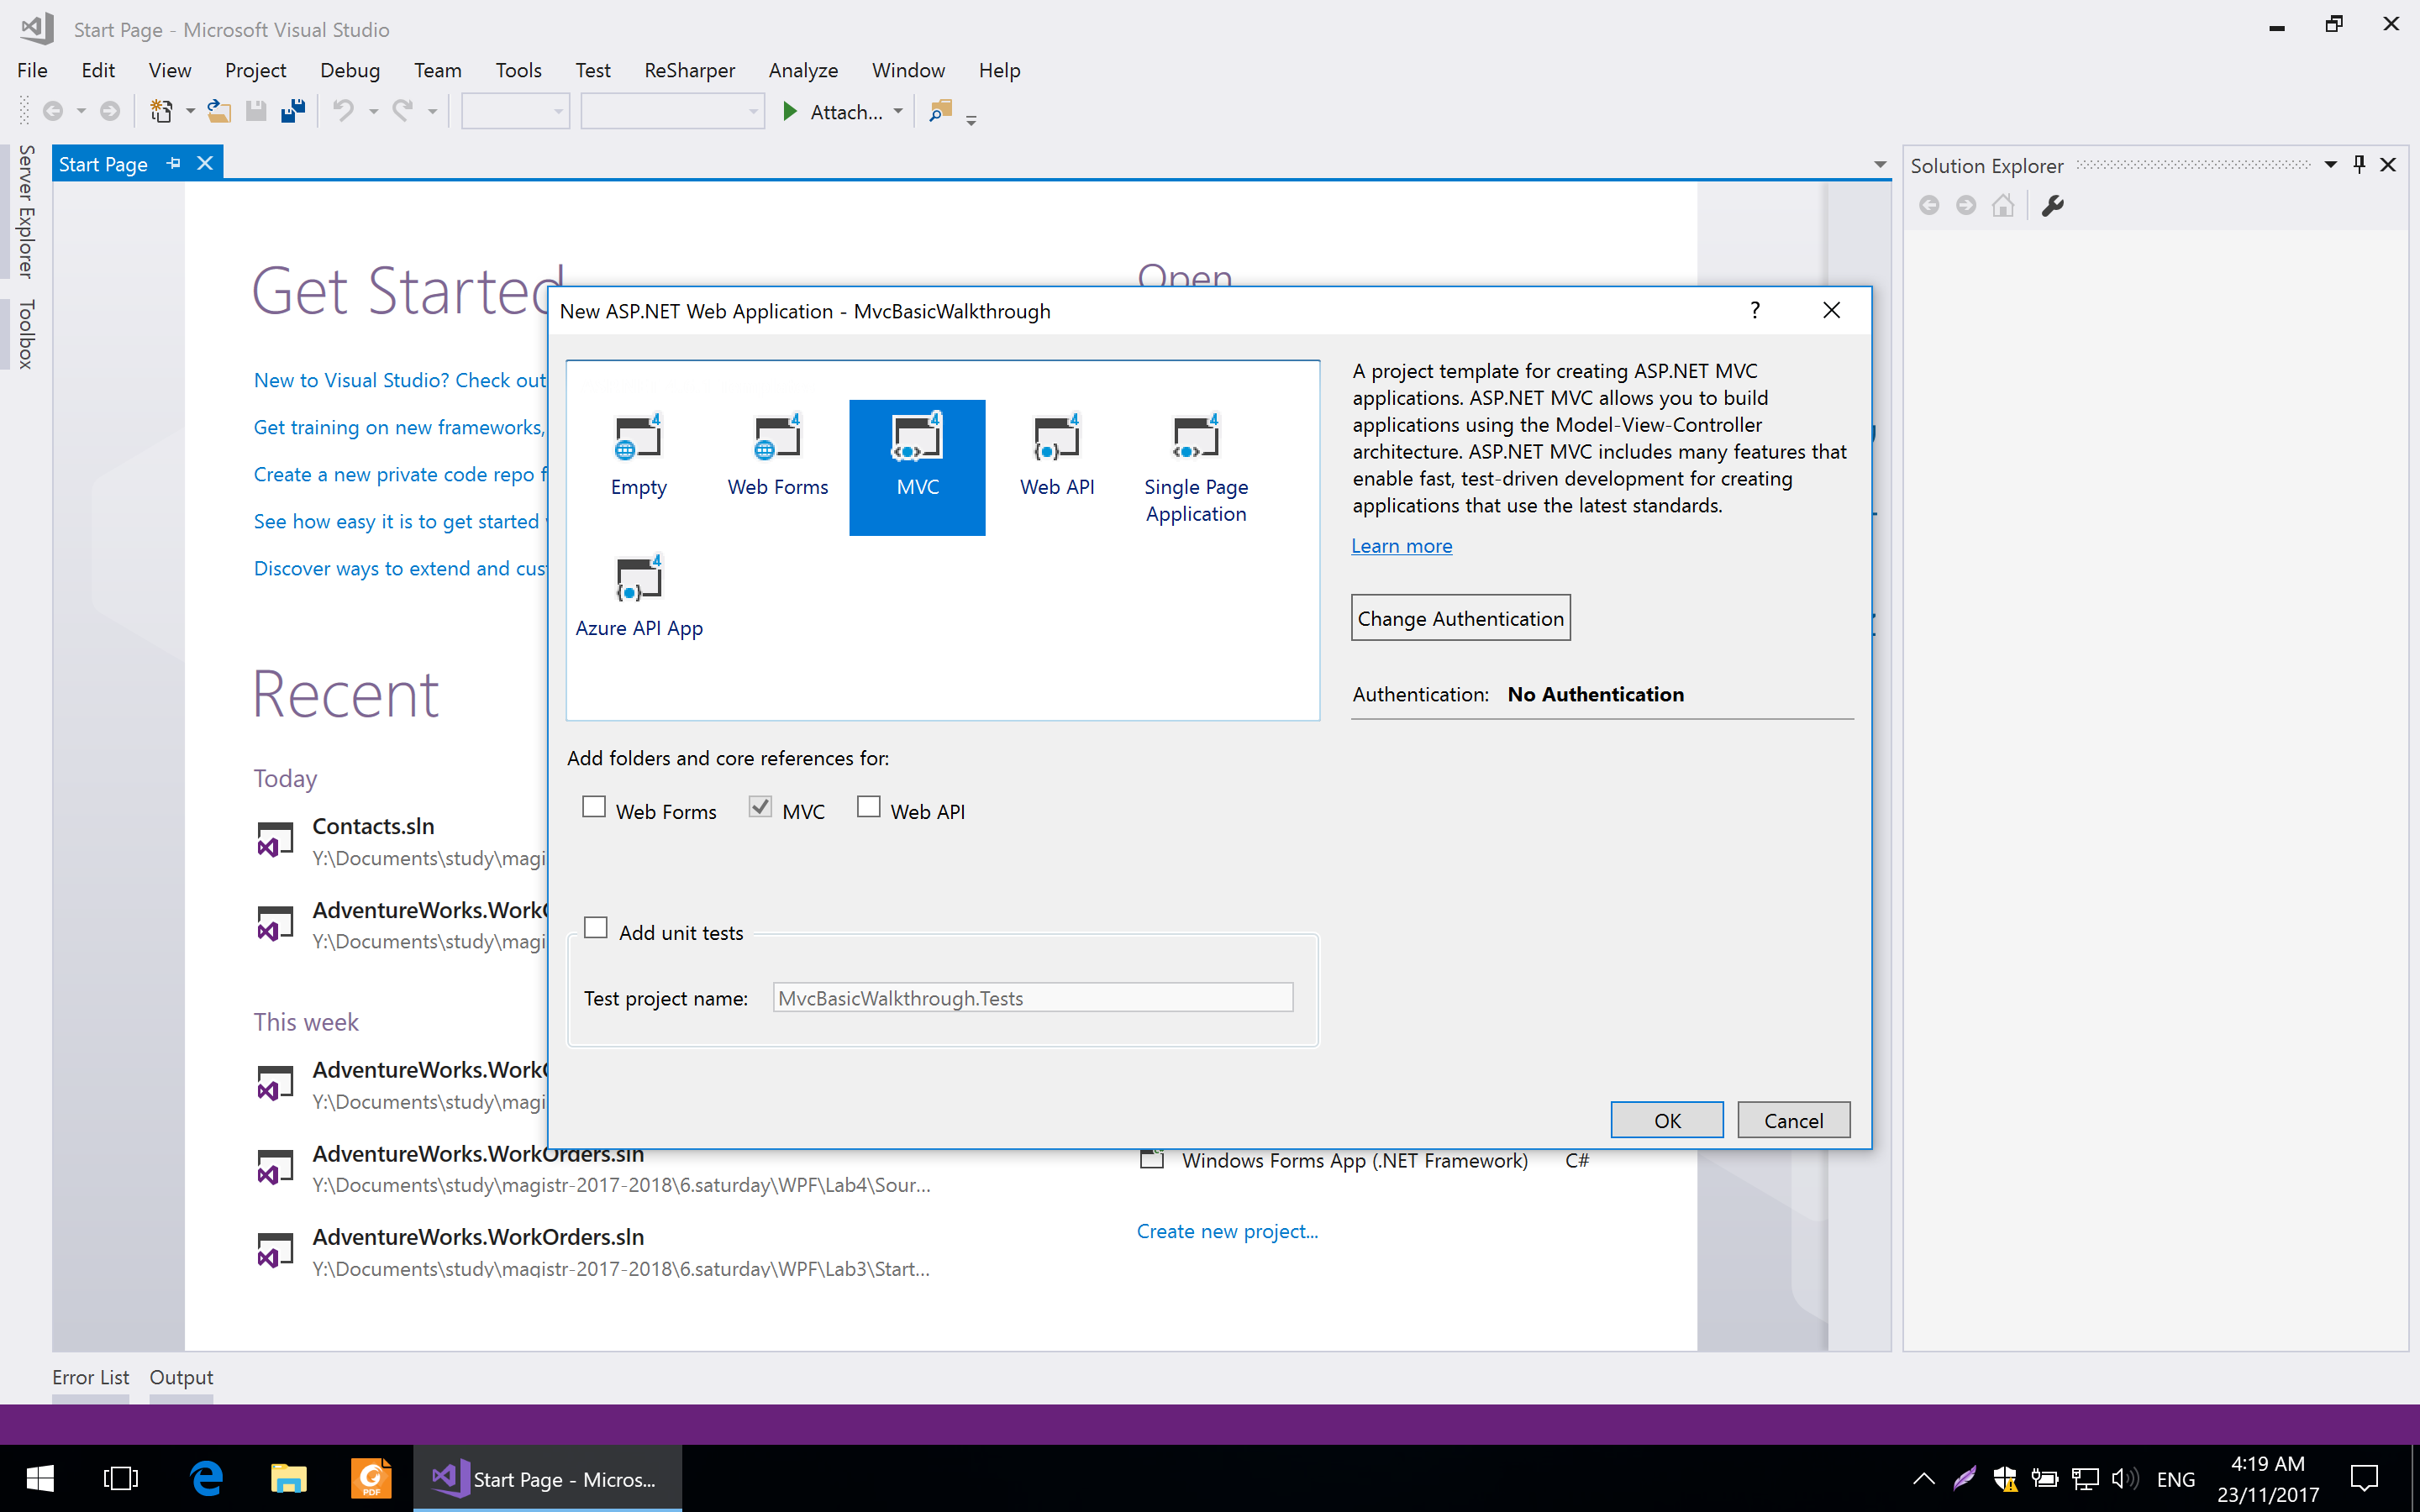 Start Page - Microsoft Visual Studio
File Edit View Project Debug Team Tools Test ReSharper Analyze Window Help
Attach...
Server Explorer
Toolbox
Start Page
Solution Explorer
Get Started
New to Visual Studio? Check out
Get training on new frameworks,
Create a new private code repo f
See how easy it is to get started
Discover ways to extend and cus
Recent
Today
Contacts.sln
Y:\Documents\study\magi
AdventureWorks.WorkO
Y:\Documents\study\magi
This week
AdventureWorks.WorkO
Y:\Documents\study\magi
AdventureWorks.WorkOrders.sln
Y:\Documents\study\magistr-2017-2018\6.saturday\WPF\Lab4\Sour...
AdventureWorks.WorkOrders.sln
Y:\Documents\study\magistr-2017-2018\6.saturday\WPF\Lab3\Start...
Open
New ASP.NET Web Application - MvcBasicWalkthrough
?
4 Empty
4 Web Forms
4 MVC
4 Web API
4 Single Page
Application
4 Azure API App
A project template for creating ASP.NET MVC
applications. ASP.NET MVC allows you to build
applications using the Model-View-Controller
architecture. ASP.NET MVC includes many features that
enable fast, test-driven development for creating
applications that use the latest standards.
Learn more
Change Authentication
Authentication: No Authentication
Add folders and core references for:
Web Forms MVC Web API
Add unit tests
Test project name: MvcBasicWalkthrough.Tests
OK Cancel
Windows Forms App (.NET Framework) C#
Create new project...
Error List Output
PDF
Start Page - Micros...
ENG
4:19 AM
23/11/2017